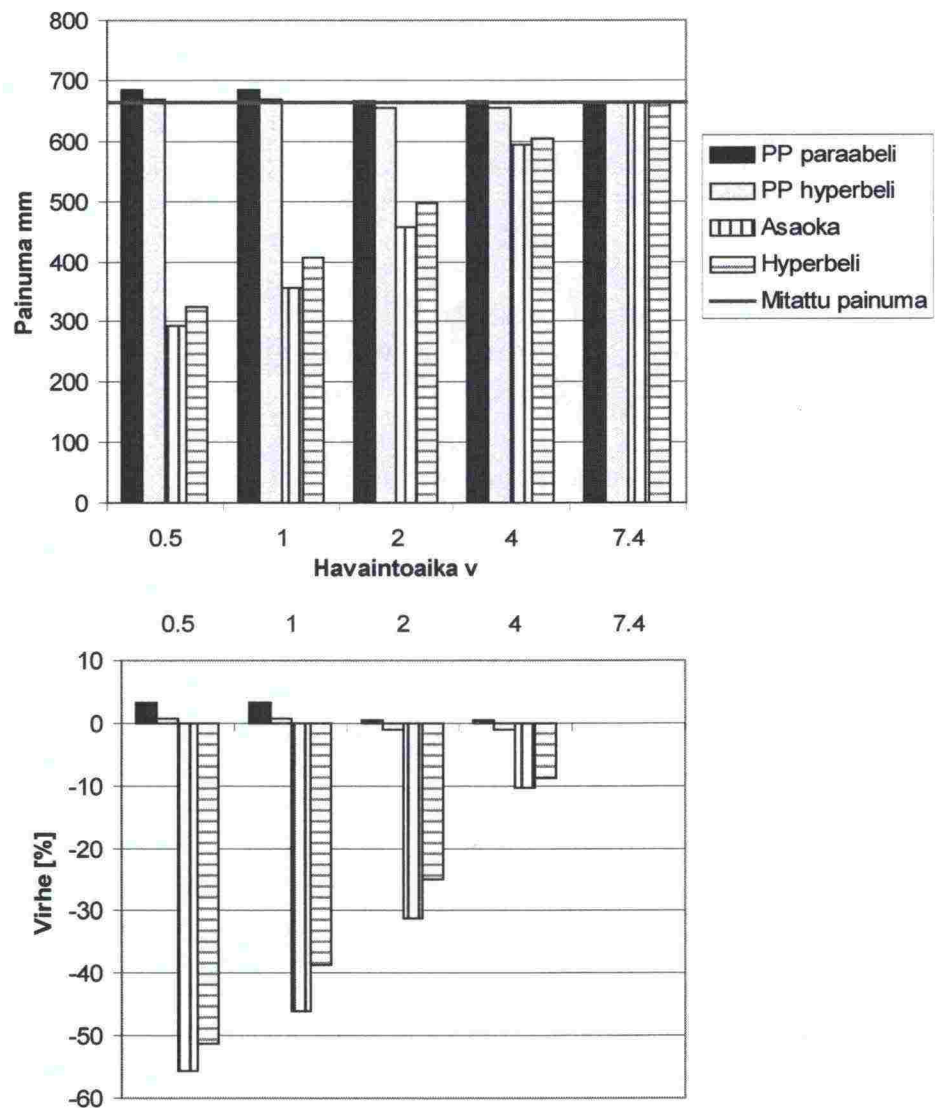 800
700
600
500
400
300
200
100
0
Painuma mm
0.5 1 2 4 7.4
Havaintoaika v
PP paraabeli
PP hyperbeli
Asaoka
Hyperbeli
Mitattu painuma
0.5 1 2 4 7.4
10
0
-10
-20
-30
-40
-50
-60
Virhe [%]